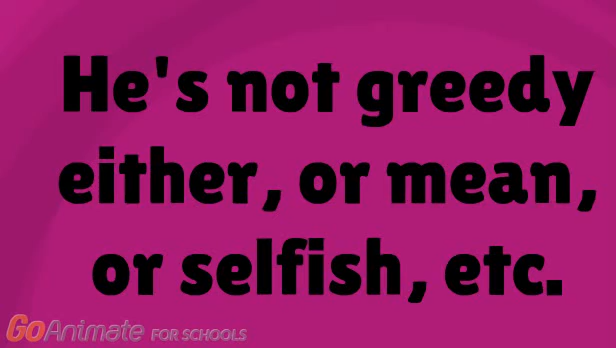 He's not greedy
either, or mean,
or selfish, etc.
GoAnimate FOR SCHOOLS